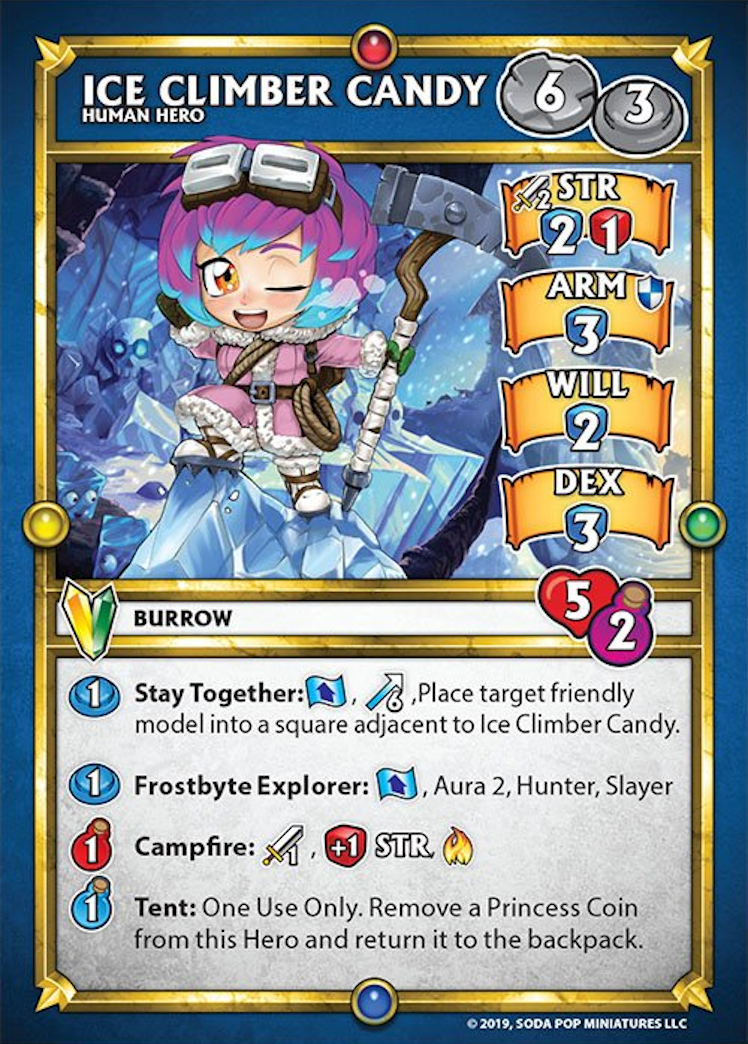 ICE CLIMBER CANDY 6 3
HUMAN HERO
2 STR
2 1
ARM
3
WILL
2
DEX
3
5
BURROW 2
1 Stay Together: , 6 ,Place target friendly
model into a square adjacent to Ice Climber Candy.
1 Frostbyte Explorer: , Aura 2, Hunter, Slayer
1 Campfire: 1 , +1 STR
1 Tent: One Use Only. Remove a Princess Coin
from this Hero and return it to the backpack.
© 2019, SODA POP MINIATURES LLC